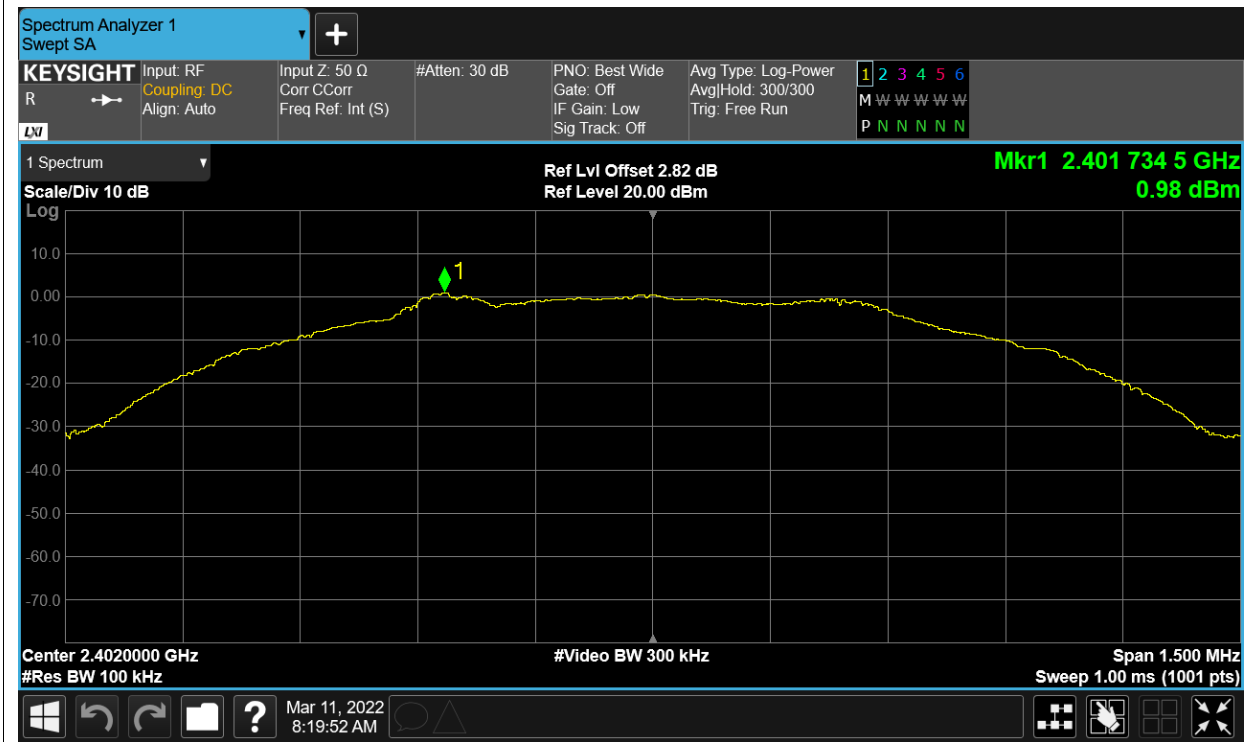 Spectrum Analyzer 1
Swept SA
KEYSIGHT
R
LXI
Input: RF
Coupling: DC
Align: Auto
Input Z: 50 Ω
Corr CCorr
Freq Ref: Int (S)
#Atten: 30 dB
PNO: Best Wide
Gate: Off
IF Gain: Low
Sig Track: Off
Avg Type: Log-Power
Avg|Hold: 300/300
Trig: Free Run
1 2 3 4 5 6
M W W W W W
P N N N N N
1 Spectrum
Scale/Div 10 dB
Ref Lvl Offset 2.82 dB
Ref Level 20.00 dBm
Mkr1 2.401 734 5 GHz
0.98 dBm
Log
10.0
0.00
-10.0
-20.0
-30.0
-40.0
-50.0
-60.0
-70.0
1
Center 2.4020000 GHz
#Res BW 100 kHz
#Video BW 300 kHz
Span 1.500 MHz
Sweep 1.00 ms (1001 pts)
?
Mar 11, 2022
8:19:52 AM